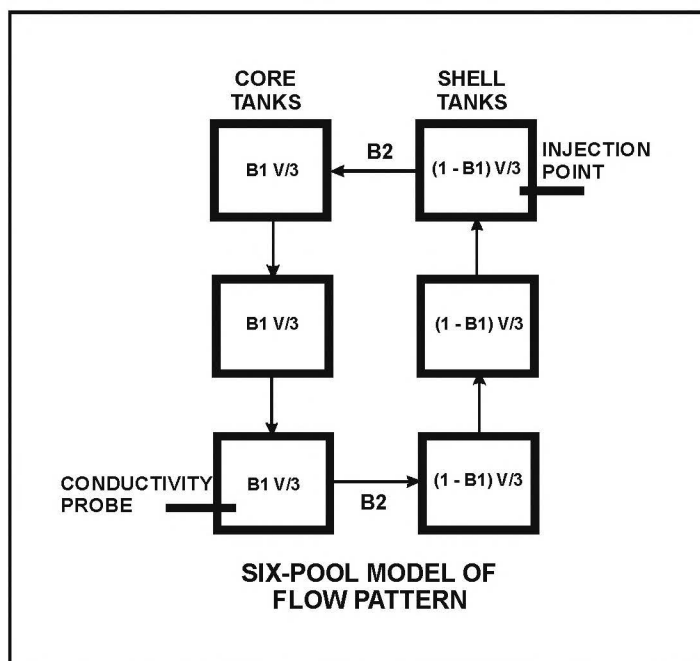 CORE
TANKS
SHELL
TANKS
B1 V/3
B2
(1 - B1) V/3
INJECTION
POINT
B1 V/3
(1 - B1) V/3
CONDUCTIVITY
PROBE
B1 V/3
B2
(1 - B1) V/3
SIX-POOL MODEL OF
FLOW PATTERN